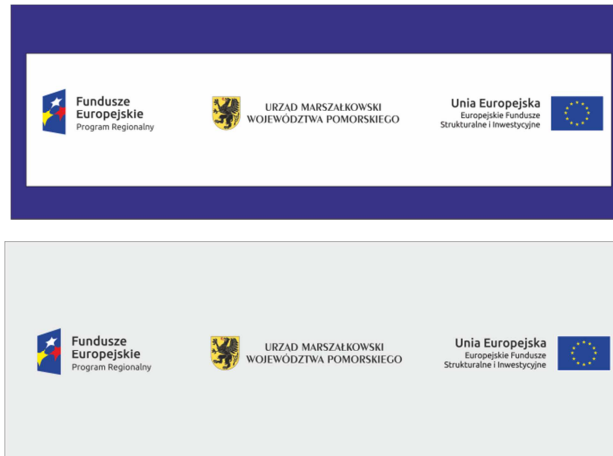 Fundusze
Europejskie
Program Regionalny
URZĄD MARSZAŁKOWSKI
WOJEWÓDZTWA POMORSKIEGO
Unia Europejska
Europejskie Fundusze
Strukturalne i Inwestycyjne
Fundusze
Europejskie
Program Regionalny
URZĄD MARSZAŁKOWSKI
WOJEWÓDZTWA POMORSKIEGO
Unia Europejska
Europejskie Fundusze
Strukturalne i Inwestycyjne